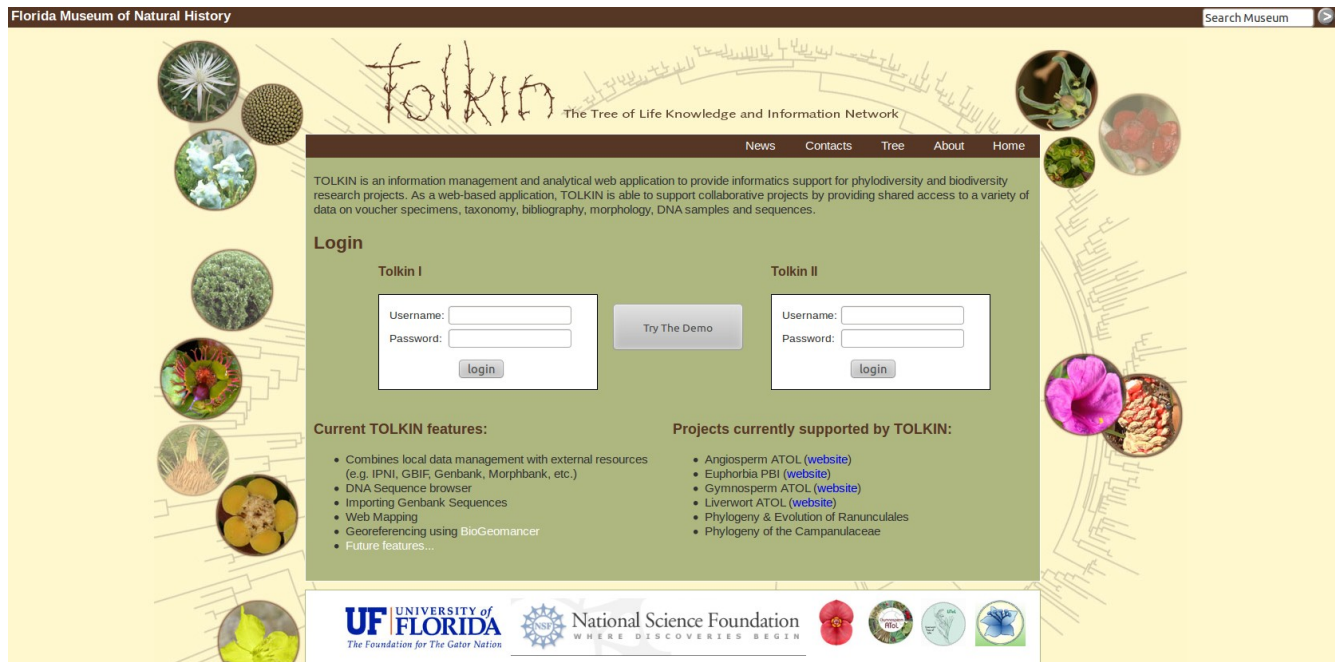 Florida Museum of Natural History
Search Museum
Tolkin
The Tree of Life Knowledge and Information Network
News Contacts Tree About Home
TOLKIN is an information management and analytical web application to provide informatics support for phylodiversity and biodiversity
research projects. As a web-based application, TOLKIN is able to support collaborative projects by providing shared access to a variety of
data on voucher specimens, taxonomy, bibliography, morphology, DNA samples and sequences.
Login
Tolkin I
Username:
Password:
login
Try The Demo
Tolkin II
Username:
Password:
login
Current TOLKIN features:
Combines local data management with external resources
(e.g. IPNI, GBIF, Genbank, Morphbank, etc.)
DNA Sequence browser
Importing Genbank Sequences
Web Mapping
Georeferencing using BioGeomancer
Future features...
Projects currently supported by TOLKIN:
Angiosperm ATOL (website)
Euphorbia PBI (website)
Gymnosperm ATOL (website)
Liverwort ATOL (website)
Phylogeny & Evolution of Ranunculales
Phylogeny of the Campanulaceae
UF UNIVERSITY of
FLORIDA
The Foundation for The Gator Nation
NSF
National Science Foundation
WHERE DISCOVERIES BEGIN